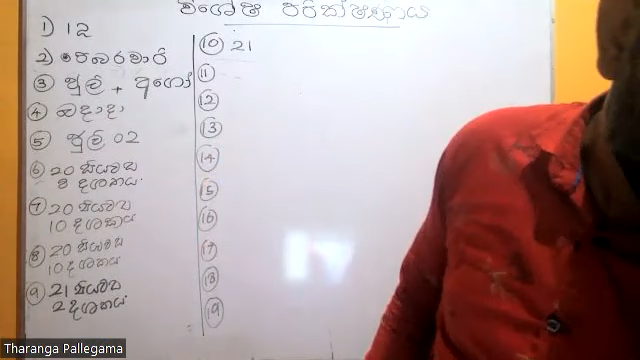 විශේෂ පරීක්ෂණය
1) 12
2) පෙබරවාරි
3 ජූලි + අගෝ
4 බදාදා
5 ජූලි 02
6 20 සියවස
8 දශකය
7 20 සියවස
10 දශකය
8 20 සියවස
10 දශකය
9 21 සියවස
2 දශකය
10 21
11
12
13
14
15
16
17
18
19
Tharanga Pallegama